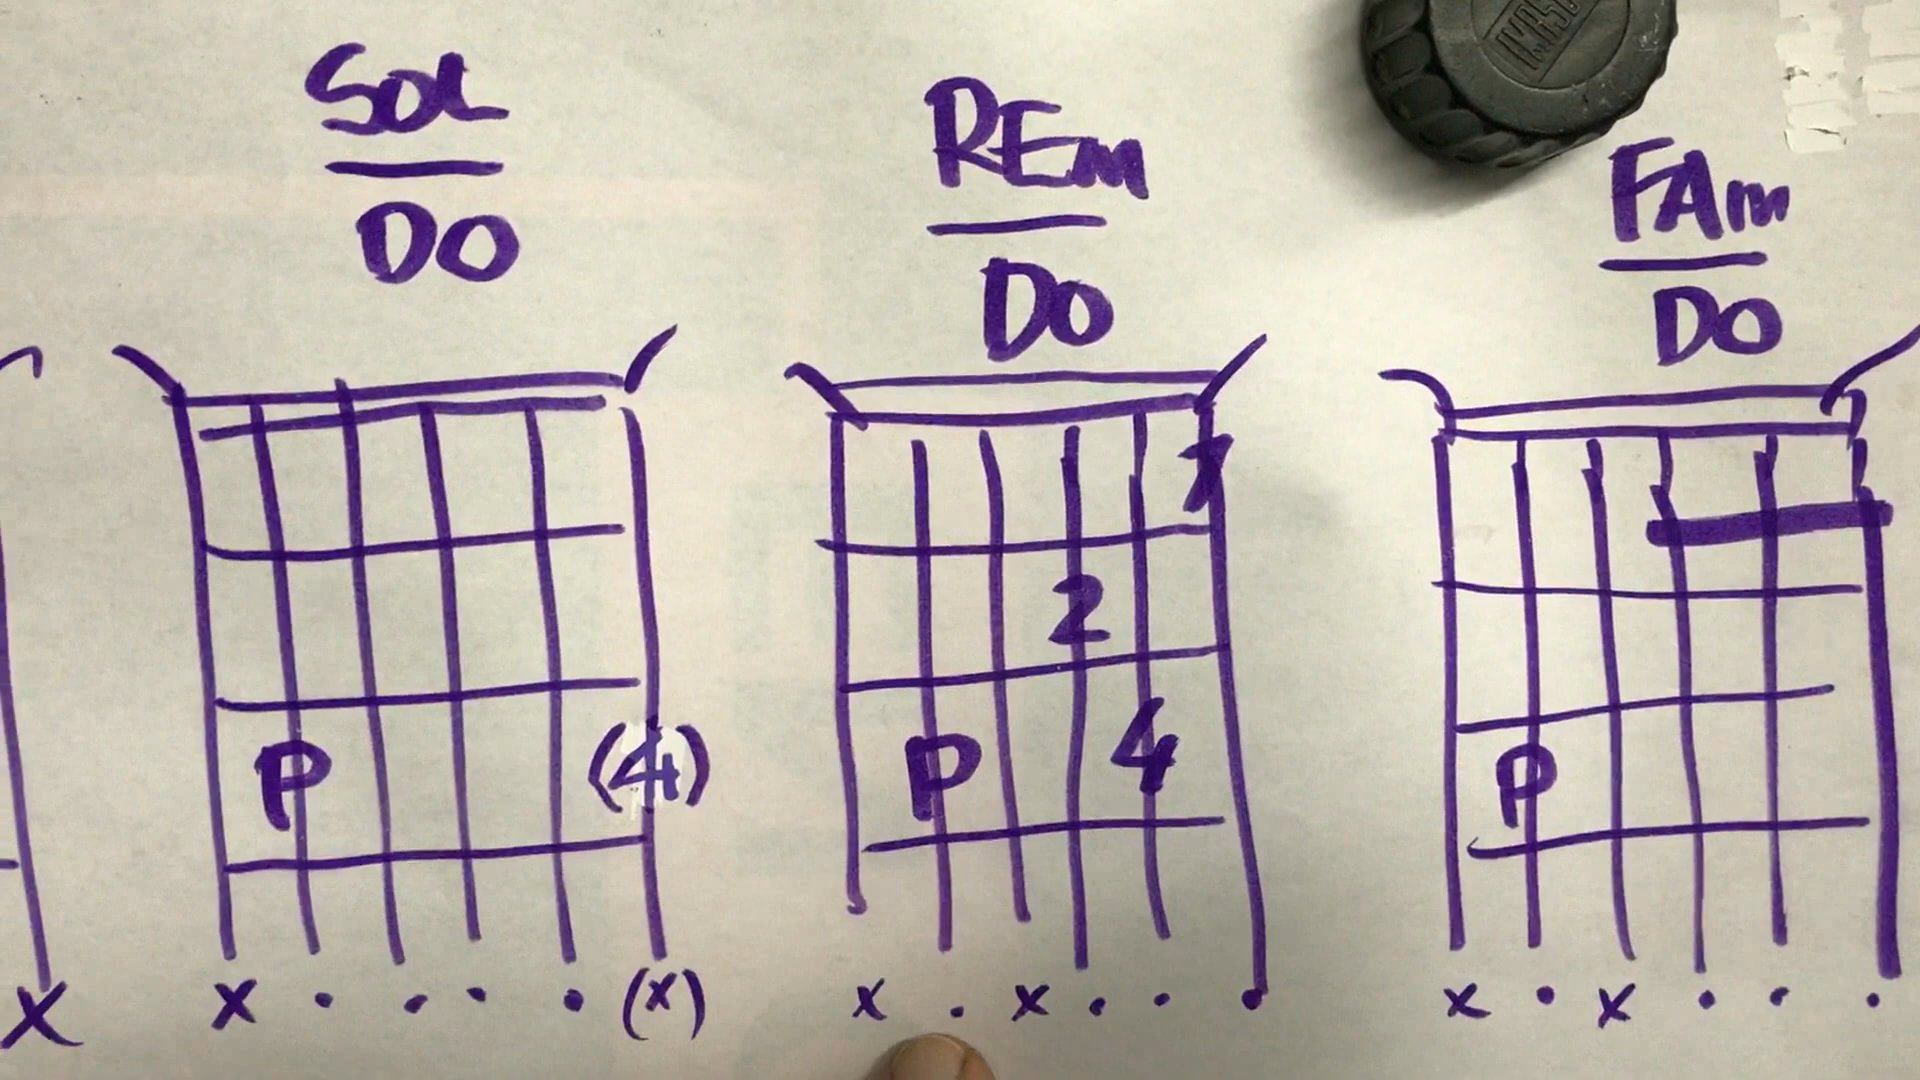 SOL
DO
REm
DO
FAm
DO
1
2
P (4)
P 4
P
X
X . . . . (X)
X . X . . .
X . X . . .